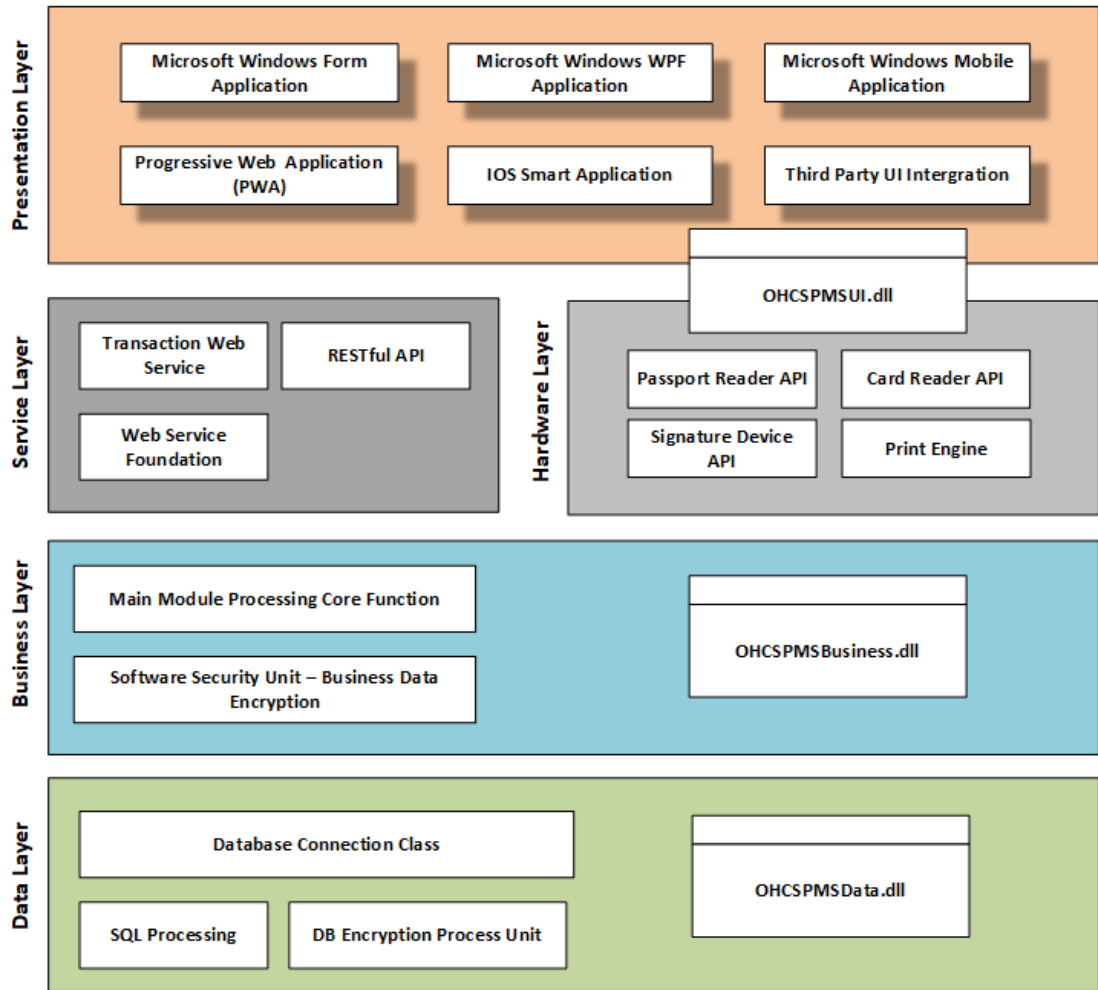 Presentation Layer
Microsoft Windows Form
Application
Microsoft Windows WPF
Application
Microsoft Windows Mobile
Application
Progressive Web Application
(PWA)
IOS Smart Application
Third Party UI Intergration
OHCSPMSUI.dll
Service Layer
Transaction Web
Service
RESTful API
Web Service
Foundation
Hardware Layer
Passport Reader API
Card Reader API
Signature Device
API
Print Engine
Business Layer
Main Module Processing Core Function
Software Security Unit – Business Data
Encryption
OHCSPMSBusiness.dll
Data Layer
Database Connection Class
SQL Processing
DB Encryption Process Unit
OHCSPMSData.dll